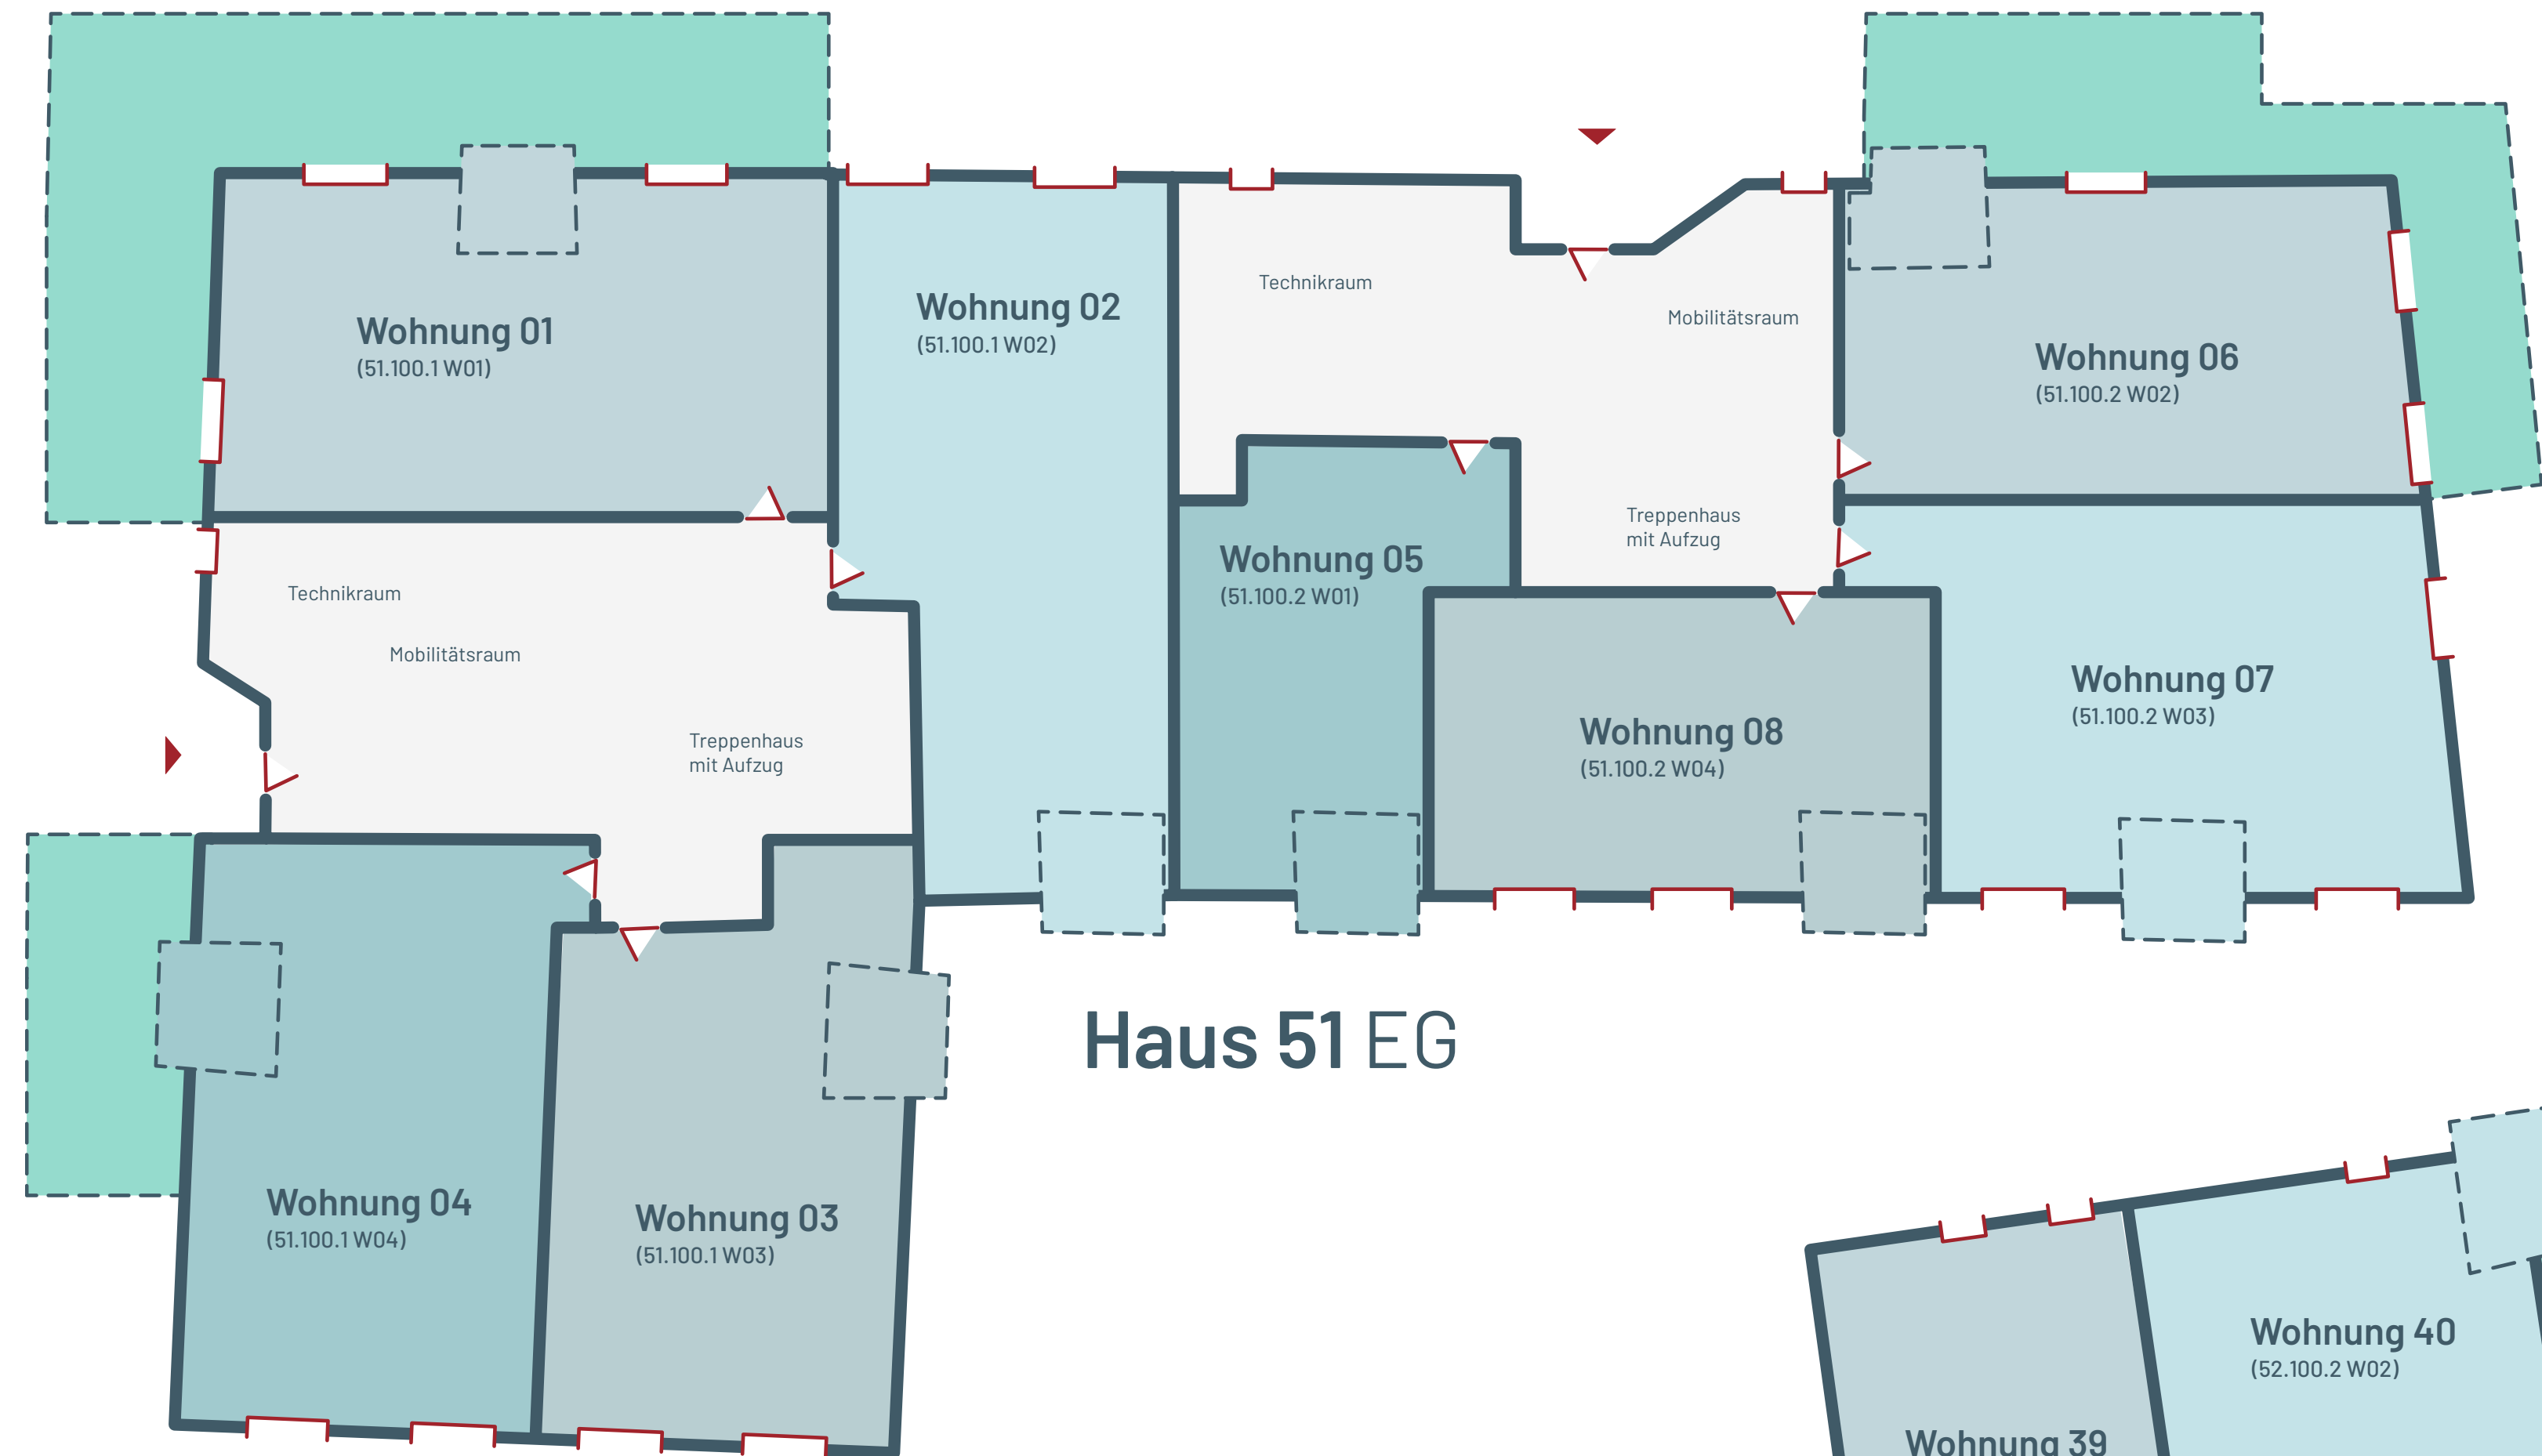 Wohnung 01
(51.100.1 W01)
Wohnung 02
(51.100.1 W02)
Technikraum
Mobilitätsraum
Wohnung 06
(51.100.2 W02)
Treppenhaus
mit Aufzug
Wohnung 05
(51.100.2 W01)
Technikraum
Mobilitätsraum
Treppenhaus
mit Aufzug
Wohnung 08
(51.100.2 W04)
Wohnung 07
(51.100.2 W03)
Haus 51 EG
Wohnung 04
(51.100.1 W04)
Wohnung 03
(51.100.1 W03)
Wohnung 40
(52.100.2 W02)
Wohnung 39